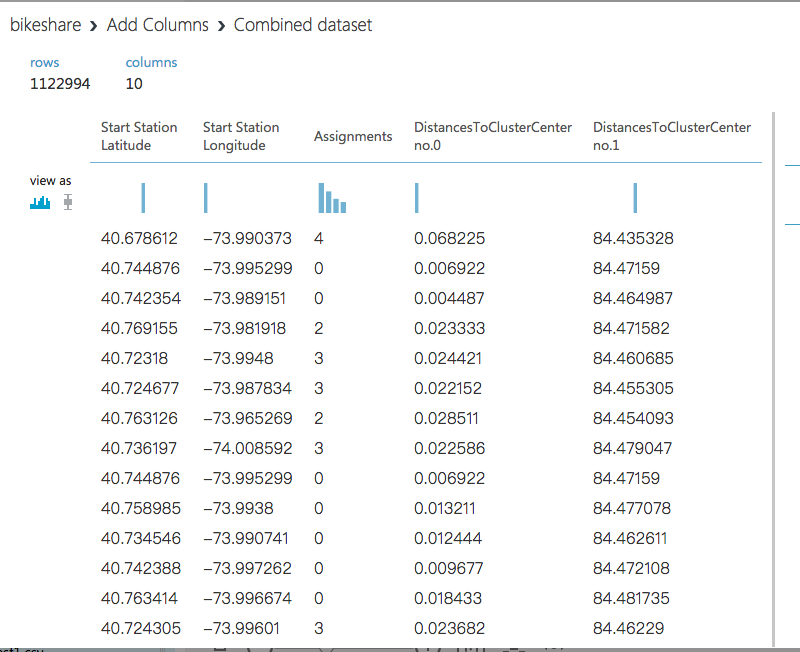 bikeshare › Add Columns › Combined dataset
rows columns
1122994 10
Start Station Latitude Start Station Longitude Assignments DistancesToClusterCenter no.0 DistancesToClusterCenter no.1
view as
40.678612 −73.990373 4 0.068225 84.435328
40.744876 −73.995299 0 0.006922 84.47159
40.742354 −73.989151 0 0.004487 84.464987
40.769155 −73.981918 2 0.023333 84.471582
40.72318 −73.9948 3 0.024421 84.460685
40.724677 −73.987834 3 0.022152 84.455305
40.763126 −73.965269 2 0.028511 84.454093
40.736197 −74.008592 3 0.022586 84.479047
40.744876 −73.995299 0 0.006922 84.47159
40.758985 −73.9938 0 0.013211 84.477078
40.734546 −73.990741 0 0.012444 84.462611
40.742388 −73.997262 0 0.009677 84.472108
40.763414 −73.996674 0 0.018433 84.481735
40.724305 −73.99601 3 0.023682 84.46229